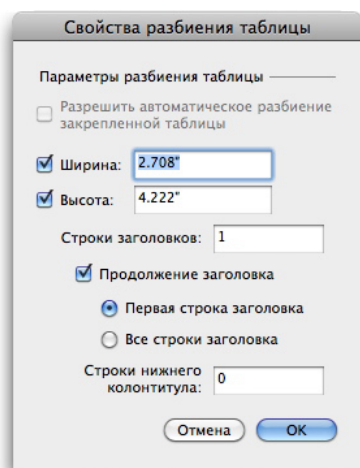 Свойства разбиения таблицы
Параметры разбиения таблицы
Разрешить автоматическое разбиение
закрепленной таблицы
Ширина: 2.708"
Высота: 4.222"
Строки заголовков: 1
Продолжение заголовка
Первая строка заголовка
Все строки заголовка
Строки нижнего
колонтитула: 0
Отмена OK